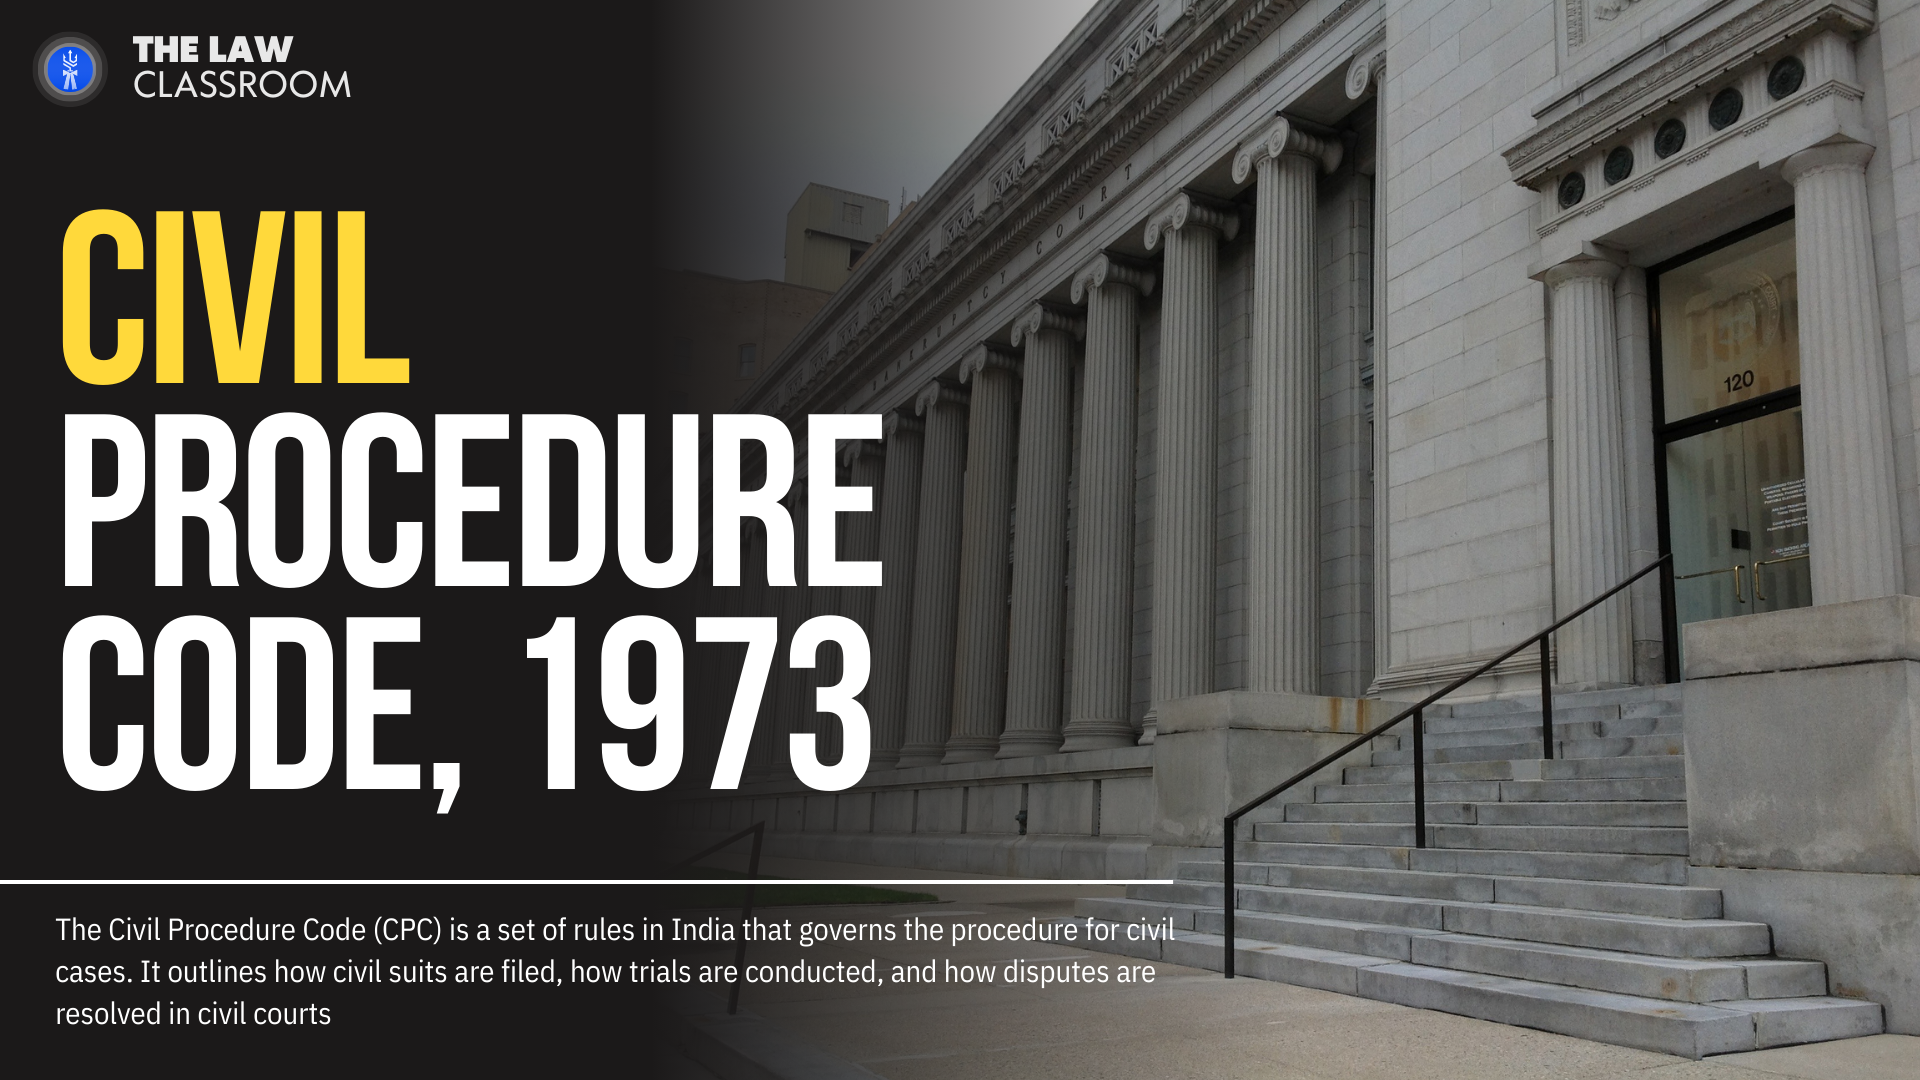 THE LAW
CLASSROOM
CIVIL
PROCEDURE
CODE, 1973
The Civil Procedure Code (CPC) is a set of rules in India that governs the procedure for civil
cases. It outlines how civil suits are filed, how trials are conducted, and how disputes are
resolved in civil courts
BANKRUPTCY COURT
120